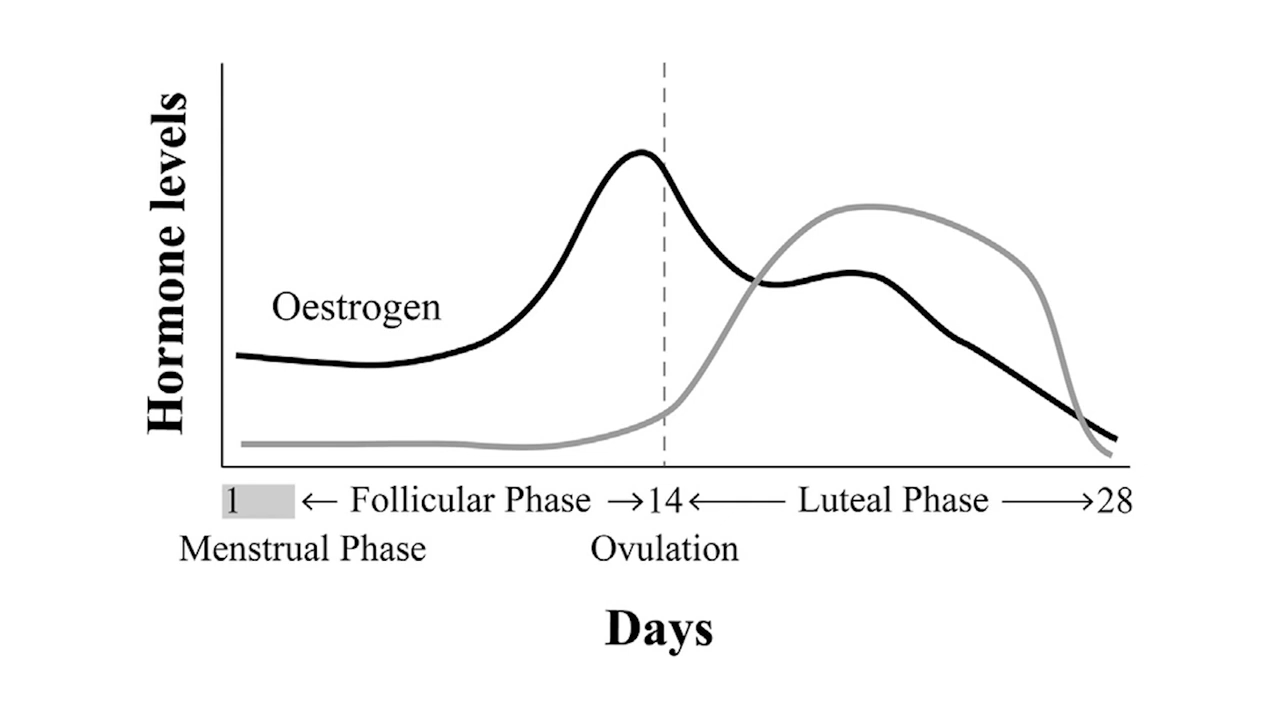 Hormone levels
Oestrogen
1 ← Follicular Phase → 14 ← Luteal Phase → 28
Menstrual Phase Ovulation
Days